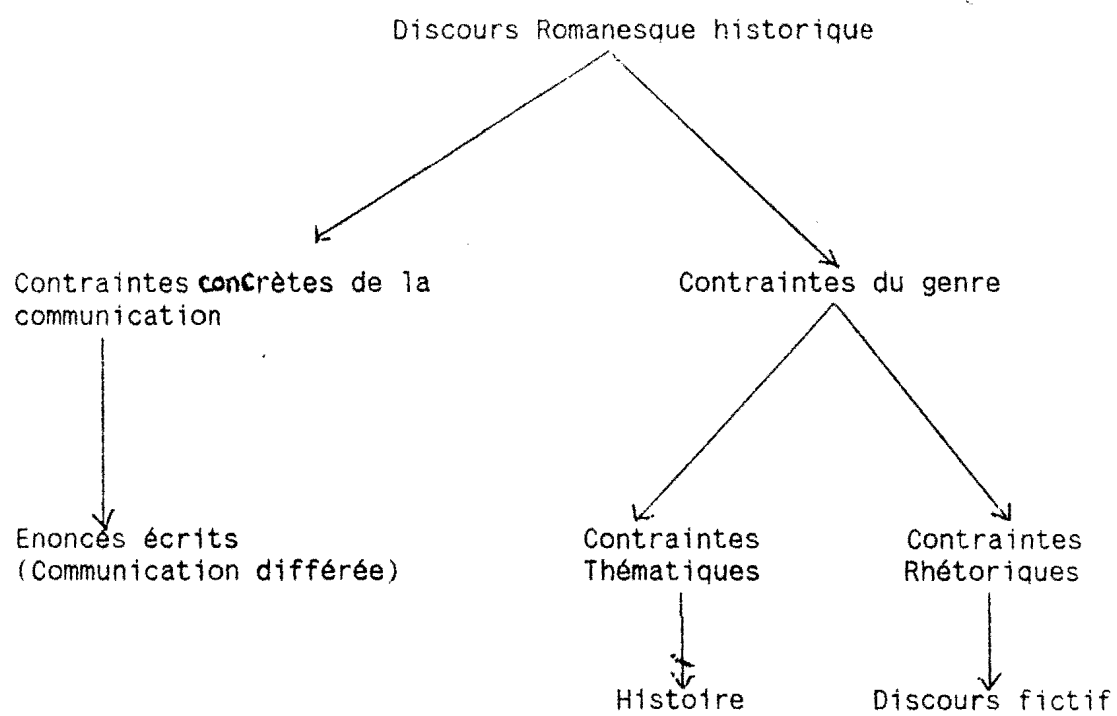 Discours Romanesque historique
Contraintes concrètes de la
communication
Contraintes du genre
Enoncés écrits
(Communication différée)
Contraintes
Thématiques
Contraintes
Rhétoriques
Histoire
Discours fictif